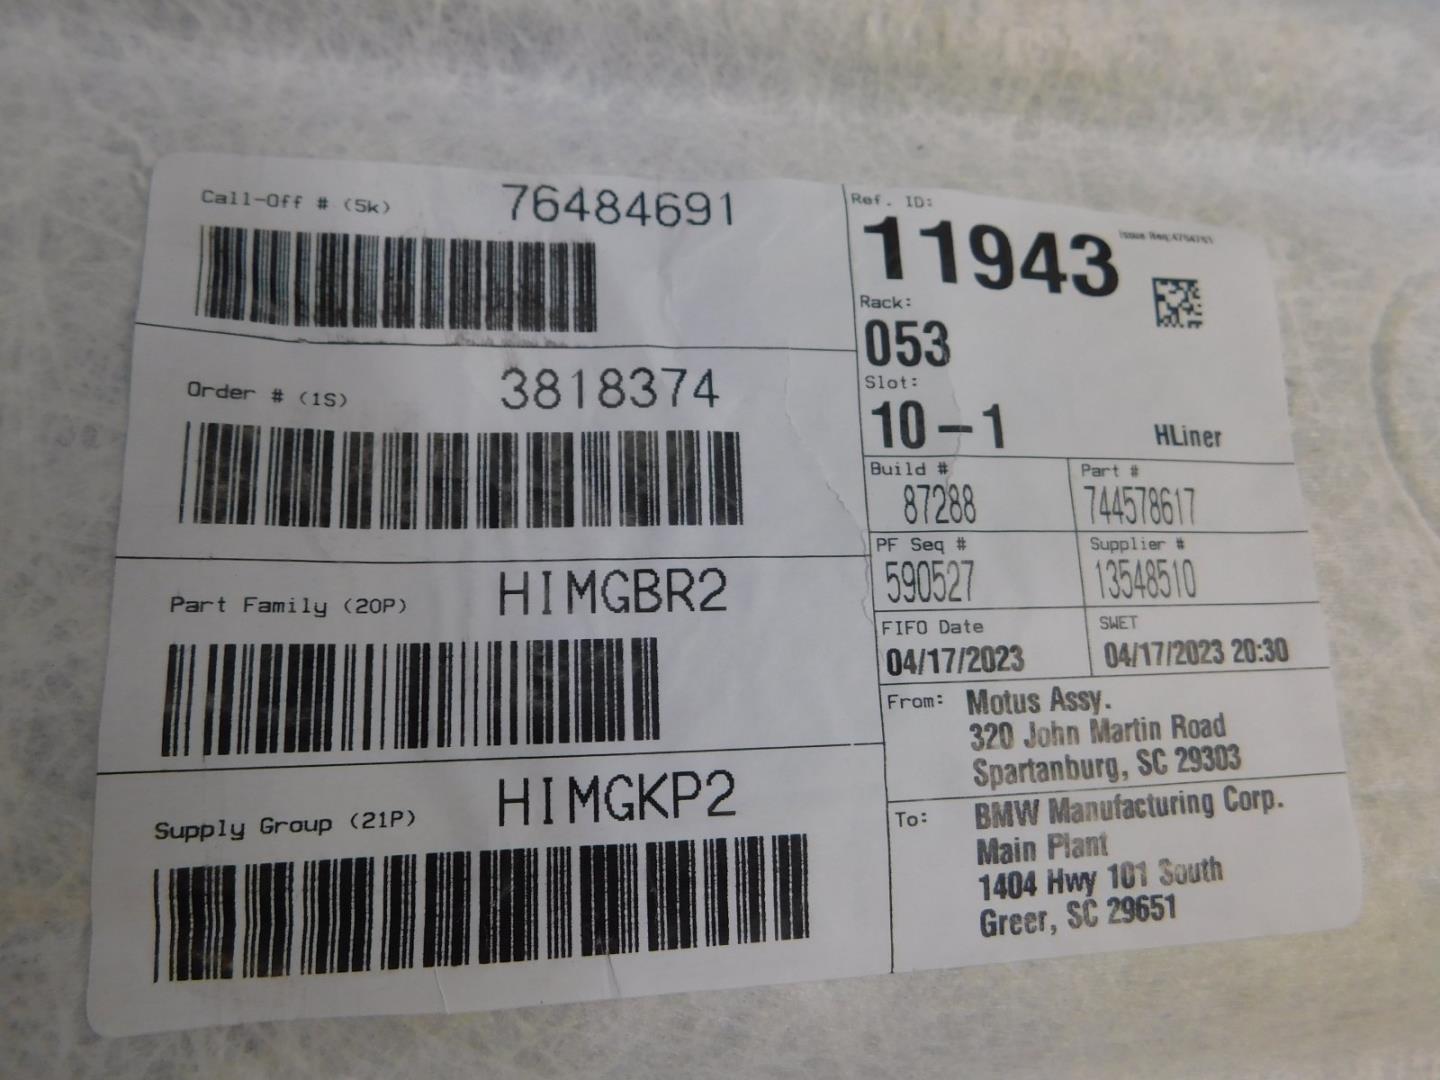 Call-Off # (5k) 76484691
Order # (1S) 3818374
Part Family (20P) HIMGBR2
Supply Group (21P) HIMGKP2
Ref. ID:
11943
Rack:
053
Slot:
10-1 HLiner
Build # Part #
87288 744578617
PF Seq # Supplier #
590527 13548510
FIFO Date SWET
04/17/2023 04/17/2023 20:30
From: Motus Assy.
320 John Martin Road
Spartanburg, SC 29303
To: BMW Manufacturing Corp.
Main Plant
1404 Hwy 101 South
Greer, SC 29651